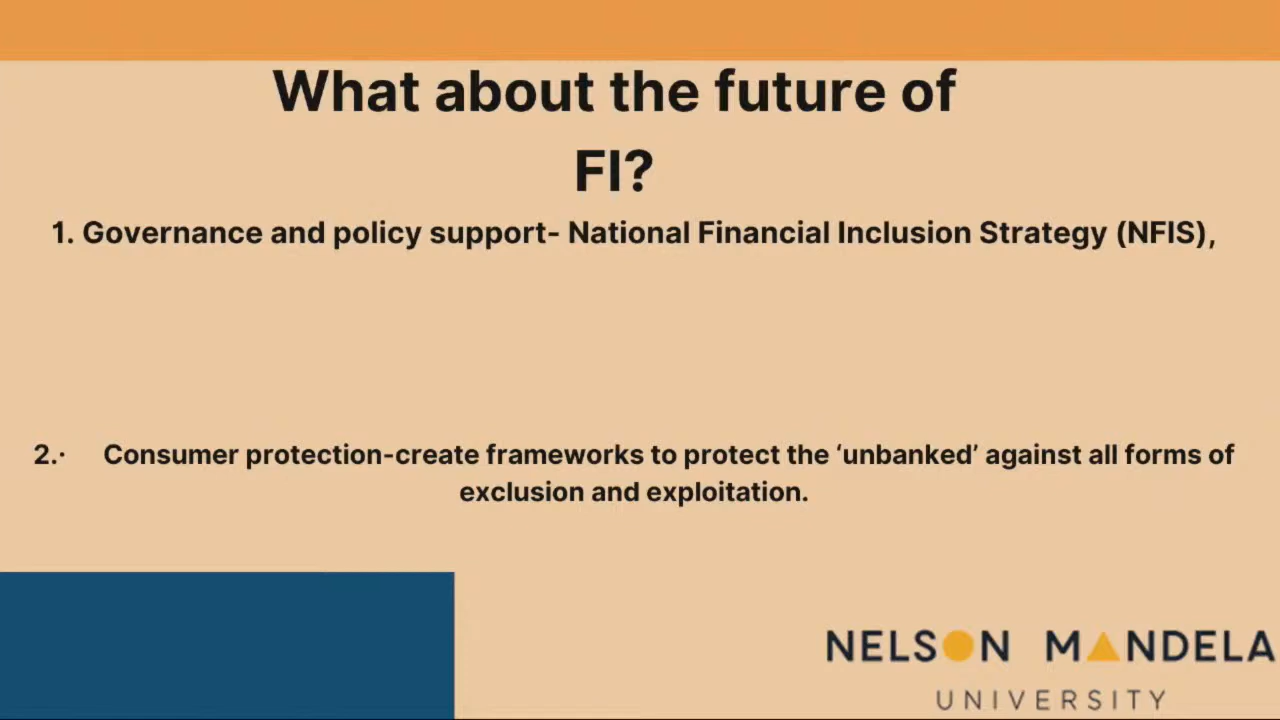 What about the future of
FI?
1. Governance and policy support- National Financial Inclusion Strategy (NFIS),
2.· Consumer protection-create frameworks to protect the ‘unbanked’ against all forms of
exclusion and exploitation.
NELSON MANDELA
UNIVERSITY